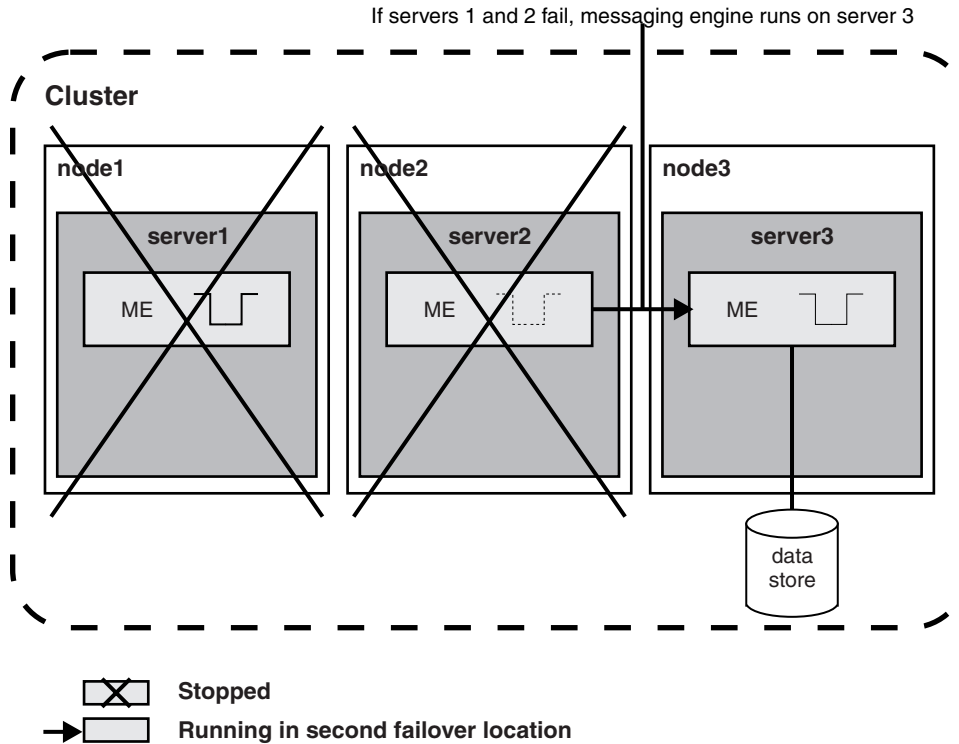 If servers 1 and 2 fail, messaging engine runs on server 3
Cluster
node1
node2
node3
server1
server2
server3
ME
ME
ME
data
store
Stopped
Running in second failover location